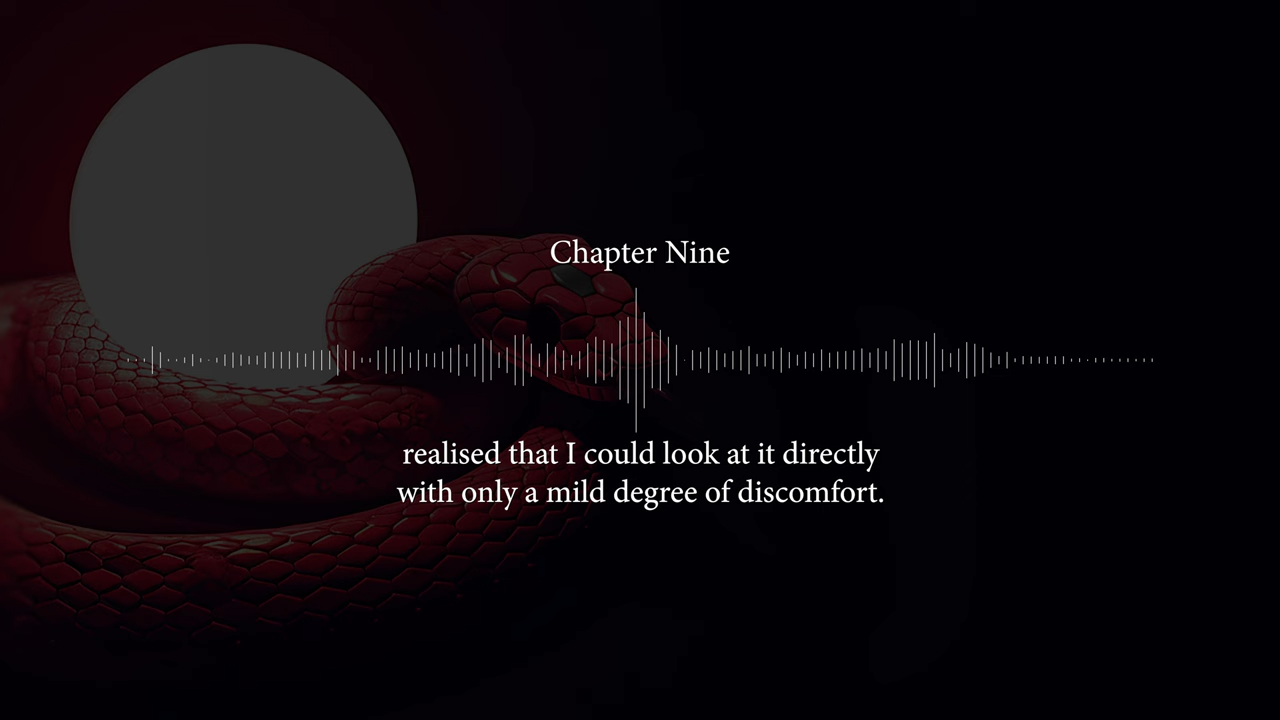 Chapter Nine
realised that I could look at it directly
with only a mild degree of discomfort.